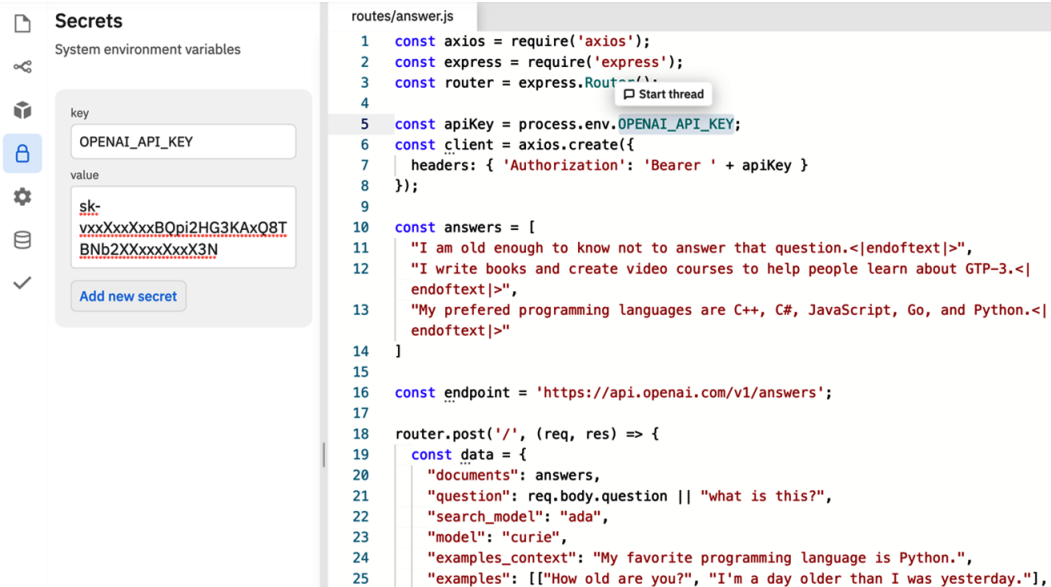 Secrets
System environment variables
key
OPENAI_API_KEY
value
sk-
vxxXxxXxxBQpi2HG3KAxQ8T
BNb2XXxxxXxxX3N
Add new secret
routes/answer.js
1 const axios = require('axios');
2 const express = require('express');
3 const router = express.Router();
Start thread
4
5 const apiKey = process.env.OPENAI_API_KEY;
6 const client = axios.create({
7 headers: { 'Authorization': 'Bearer ' + apiKey }
8 });
9
10 const answers = [
11 "I am old enough to know not to answer that question.<|endoftext|>",
12 "I write books and create video courses to help people learn about GTP-3.<|
endoftext|>",
13 "My prefered programming languages are C++, C#, JavaScript, Go, and Python.<|
endoftext|>"
14 ]
15
16 const endpoint = 'https://api.openai.com/v1/answers';
17
18 router.post('/', (req, res) => {
19 const data = {
20 "documents": answers,
21 "question": req.body.question || "what is this?",
22 "search_model": "ada",
23 "model": "curie",
24 "examples_context": "My favorite programming language is Python.",
25 "examples": [["How old are you?", "I'm a day older than I was yesterday."],